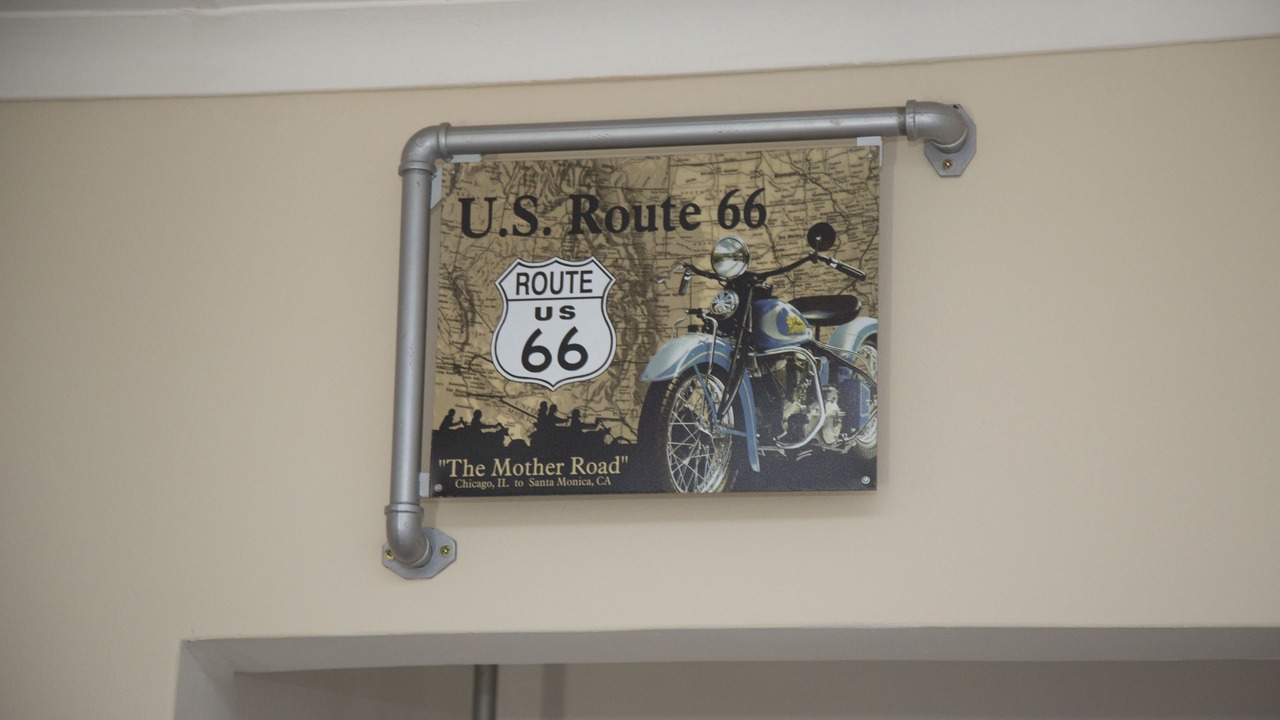 U.S. Route 66
ROUTE
US
66
"The Mother Road"
Chicago, IL to Santa Monica, CA